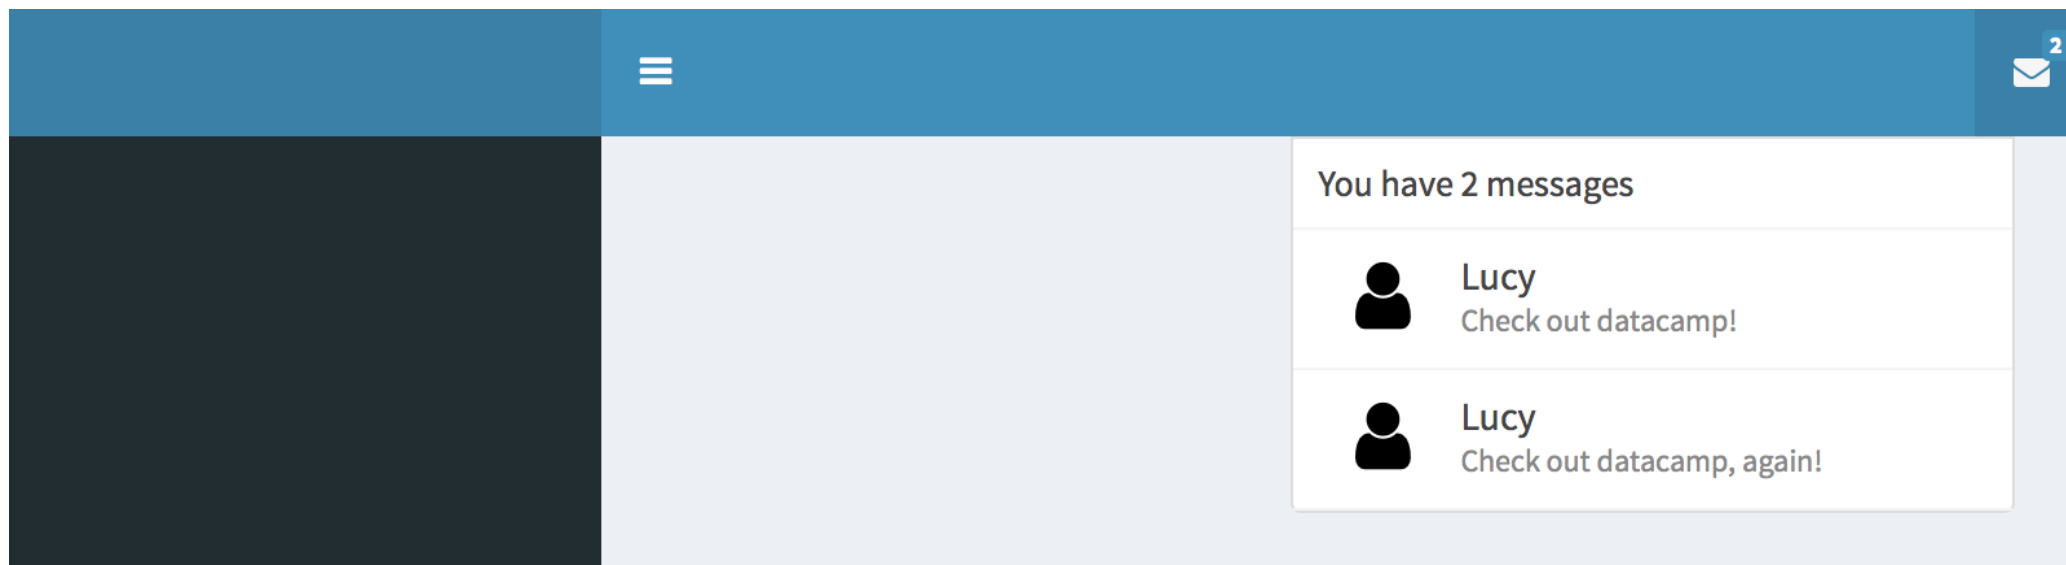 2
You have 2 messages
Lucy
Check out datacamp!
Lucy
Check out datacamp, again!